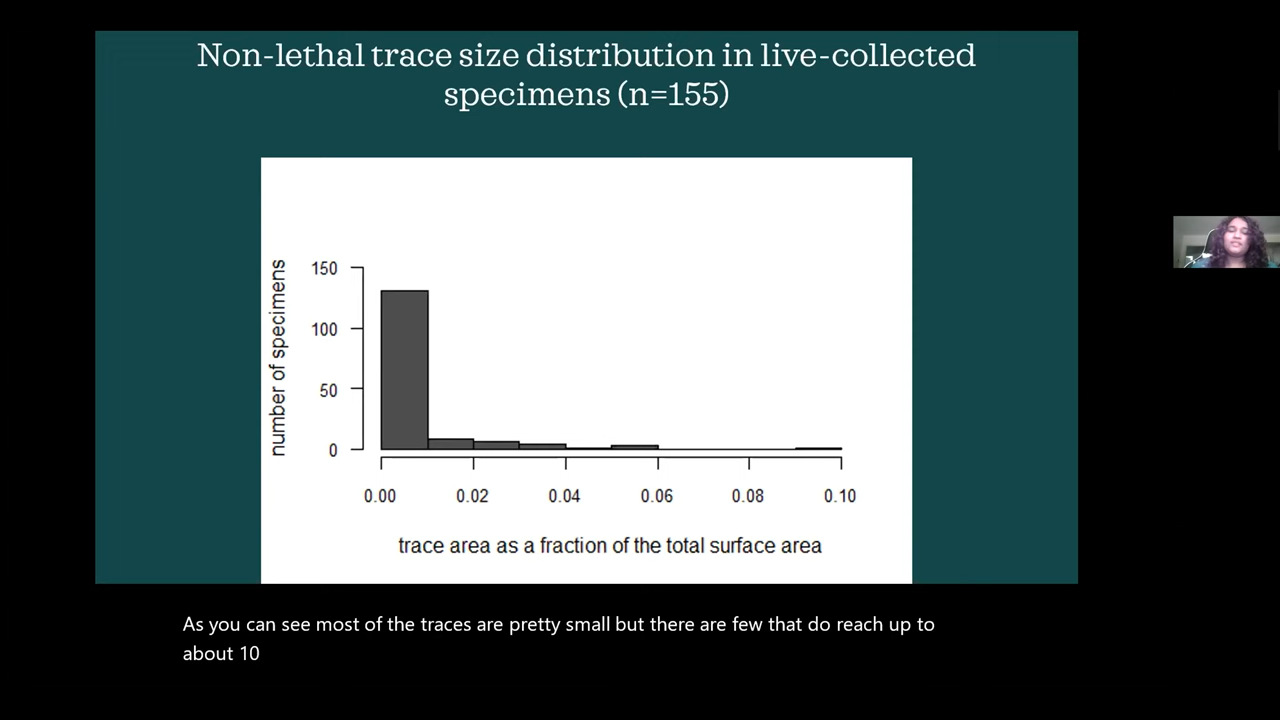 Non-lethal trace size distribution in live-collected
specimens (n=155)
number of specimens
150
100
50
0
0.00 0.02 0.04 0.06 0.08 0.10
trace area as a fraction of the total surface area
As you can see most of the traces are pretty small but there are few that do reach up to
about 10